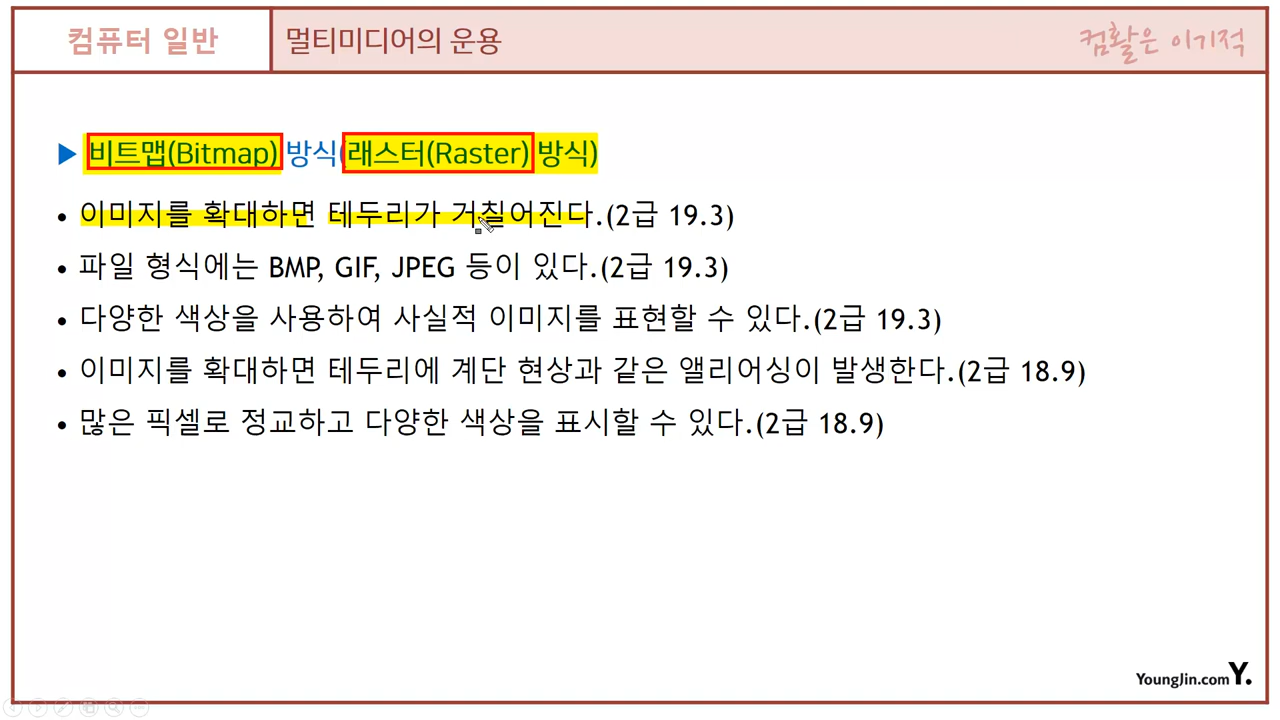 컴퓨터 일반
멀티미디어의 운용
컴활은 이기적
▶ 비트맵(Bitmap) 방식(래스터(Raster) 방식)
• 이미지를 확대하면 테두리가 거칠어진다.(2급 19.3)
• 파일 형식에는 BMP, GIF, JPEG 등이 있다.(2급 19.3)
• 다양한 색상을 사용하여 사실적 이미지를 표현할 수 있다.(2급 19.3)
• 이미지를 확대하면 테두리에 계단 현상과 같은 앨리어싱이 발생한다.(2급 18.9)
• 많은 픽셀로 정교하고 다양한 색상을 표시할 수 있다.(2급 18.9)
YoungJin.com Y.